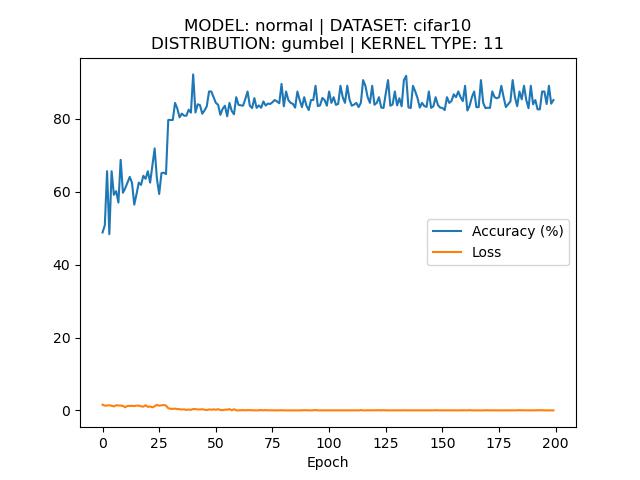 MODEL: normal | DATASET: cifar10
DISTRIBUTION: gumbel | KERNEL TYPE: 11
80
60
40
20
0
Accuracy (%)
Loss
0 25 50 75 100 125 150 175 200
Epoch